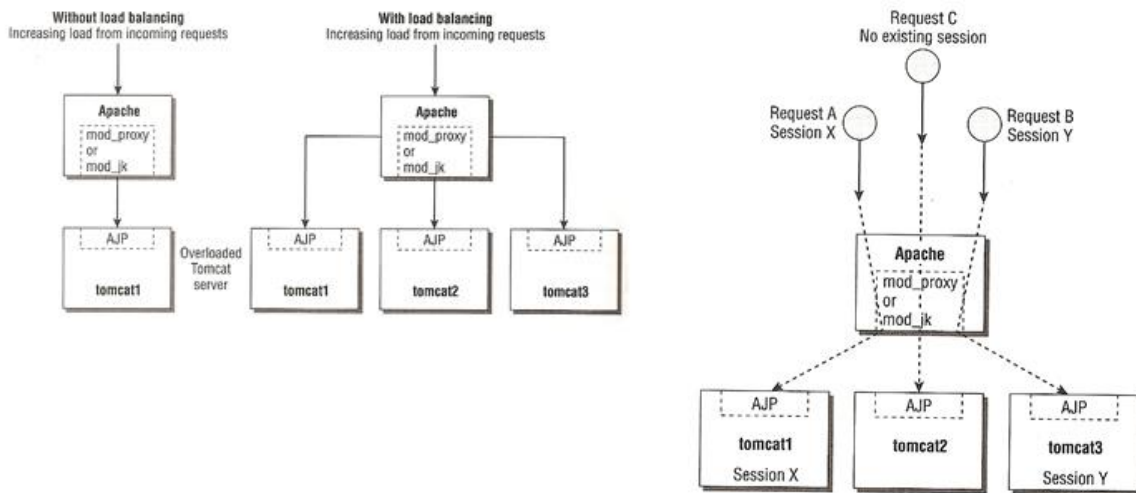 Without load balancing
Increasing load from incoming requests
Apache
mod_proxy
or
mod_jk
AJP
tomcat1
Overloaded
Tomcat
server
With load balancing
Increasing load from incoming requests
Apache
mod_proxy
or
mod_jk
AJP
tomcat1
AJP
tomcat2
AJP
tomcat3
Request C
No existing session
Request A
Session X
Request B
Session Y
Apache
mod_proxy
or
mod_jk
AJP
tomcat1
Session X
AJP
tomcat2
AJP
tomcat3
Session Y